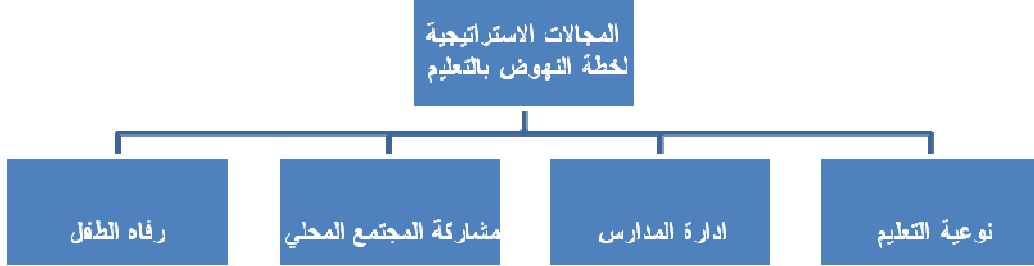 المجالات الاستراتيجية
لخطة النهوض بالتعليم
نوعية التعليم
ادارة المدارس
مشاركة المجتمع المحلي
رفاه الطفل